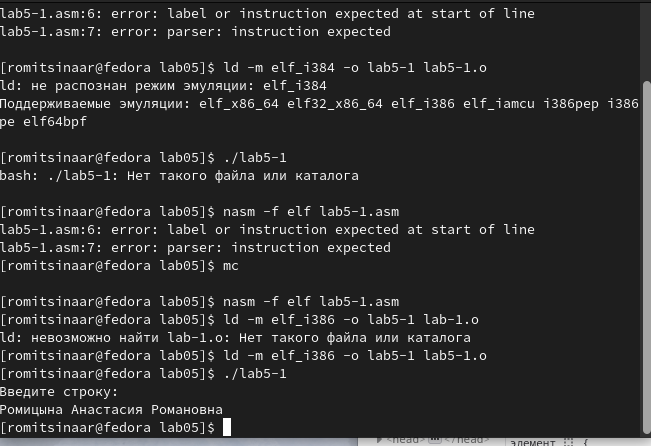 lab5-1.asm:6: error: label or instruction expected at start of line
lab5-1.asm:7: error: parser: instruction expected
[romitsinaar@fedora lab05]$ ld -m elf_i384 -o lab5-1 lab5-1.o
ld: не распознан режим эмуляции: elf_i384
Поддерживаемые эмуляции: elf_x86_64 elf32_x86_64 elf_i386 elf_iamcu i386pep i386
pe elf64bpf
[romitsinaar@fedora lab05]$ ./lab5-1
bash: ./lab5-1: Нет такого файла или каталога
[romitsinaar@fedora lab05]$ nasm -f elf lab5-1.asm
lab5-1.asm:6: error: label or instruction expected at start of line
lab5-1.asm:7: error: parser: instruction expected
[romitsinaar@fedora lab05]$ mc
[romitsinaar@fedora lab05]$ nasm -f elf lab5-1.asm
[romitsinaar@fedora lab05]$ ld -m elf_i386 -o lab5-1 lab-1.o
ld: невозможно найти lab-1.o: Нет такого файла или каталога
[romitsinaar@fedora lab05]$ ld -m elf_i386 -o lab5-1 lab5-1.o
[romitsinaar@fedora lab05]$ ./lab5-1
Введите строку:
Ромицына Анастасия Романовна
[romitsinaar@fedora lab05]$
<head> ··· </head>
элемент {